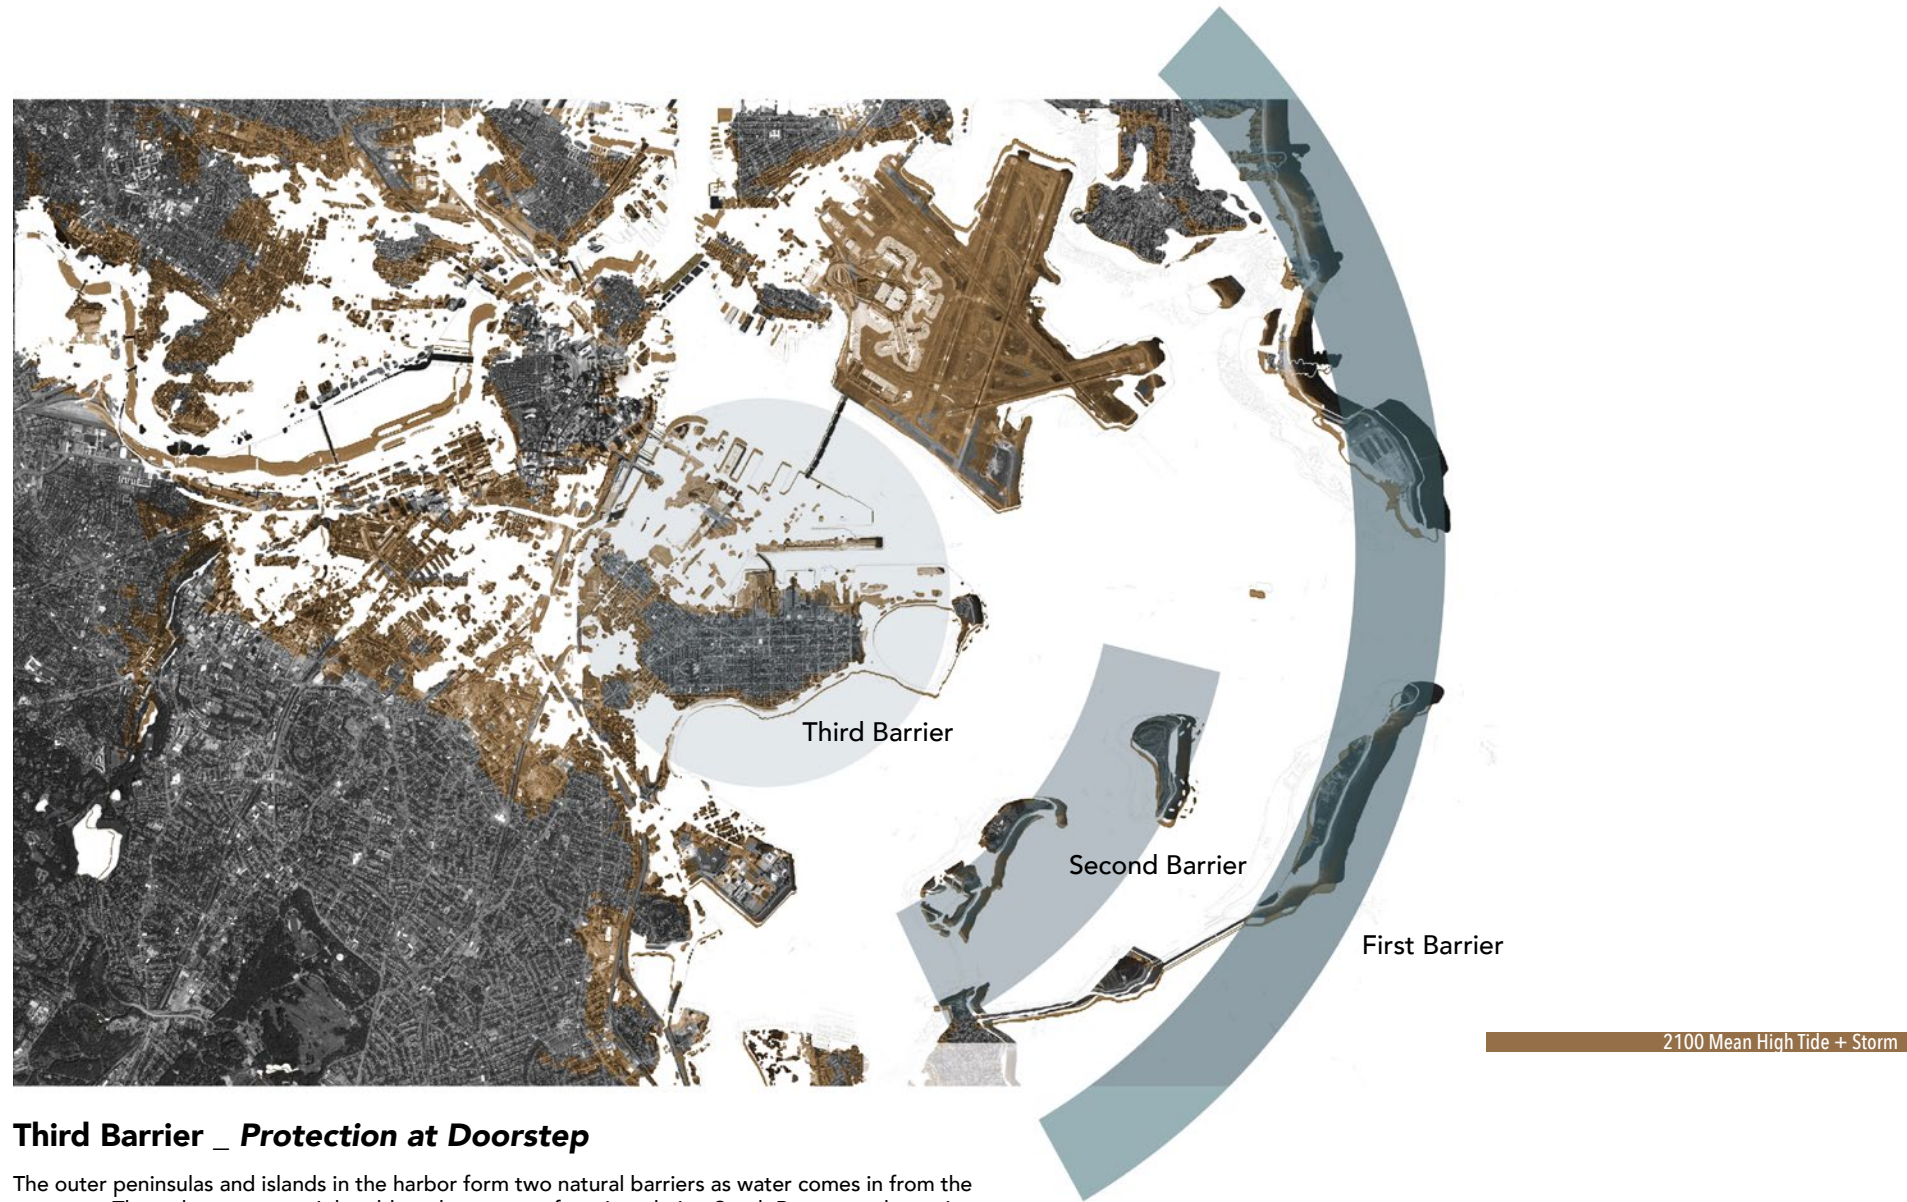 Third Barrier
Second Barrier
First Barrier
2100 Mean High Tide + Storm
Third Barrier _ Protection at Doorstep
The outer peninsulas and islands in the harbor form two natural barriers as water comes in from the